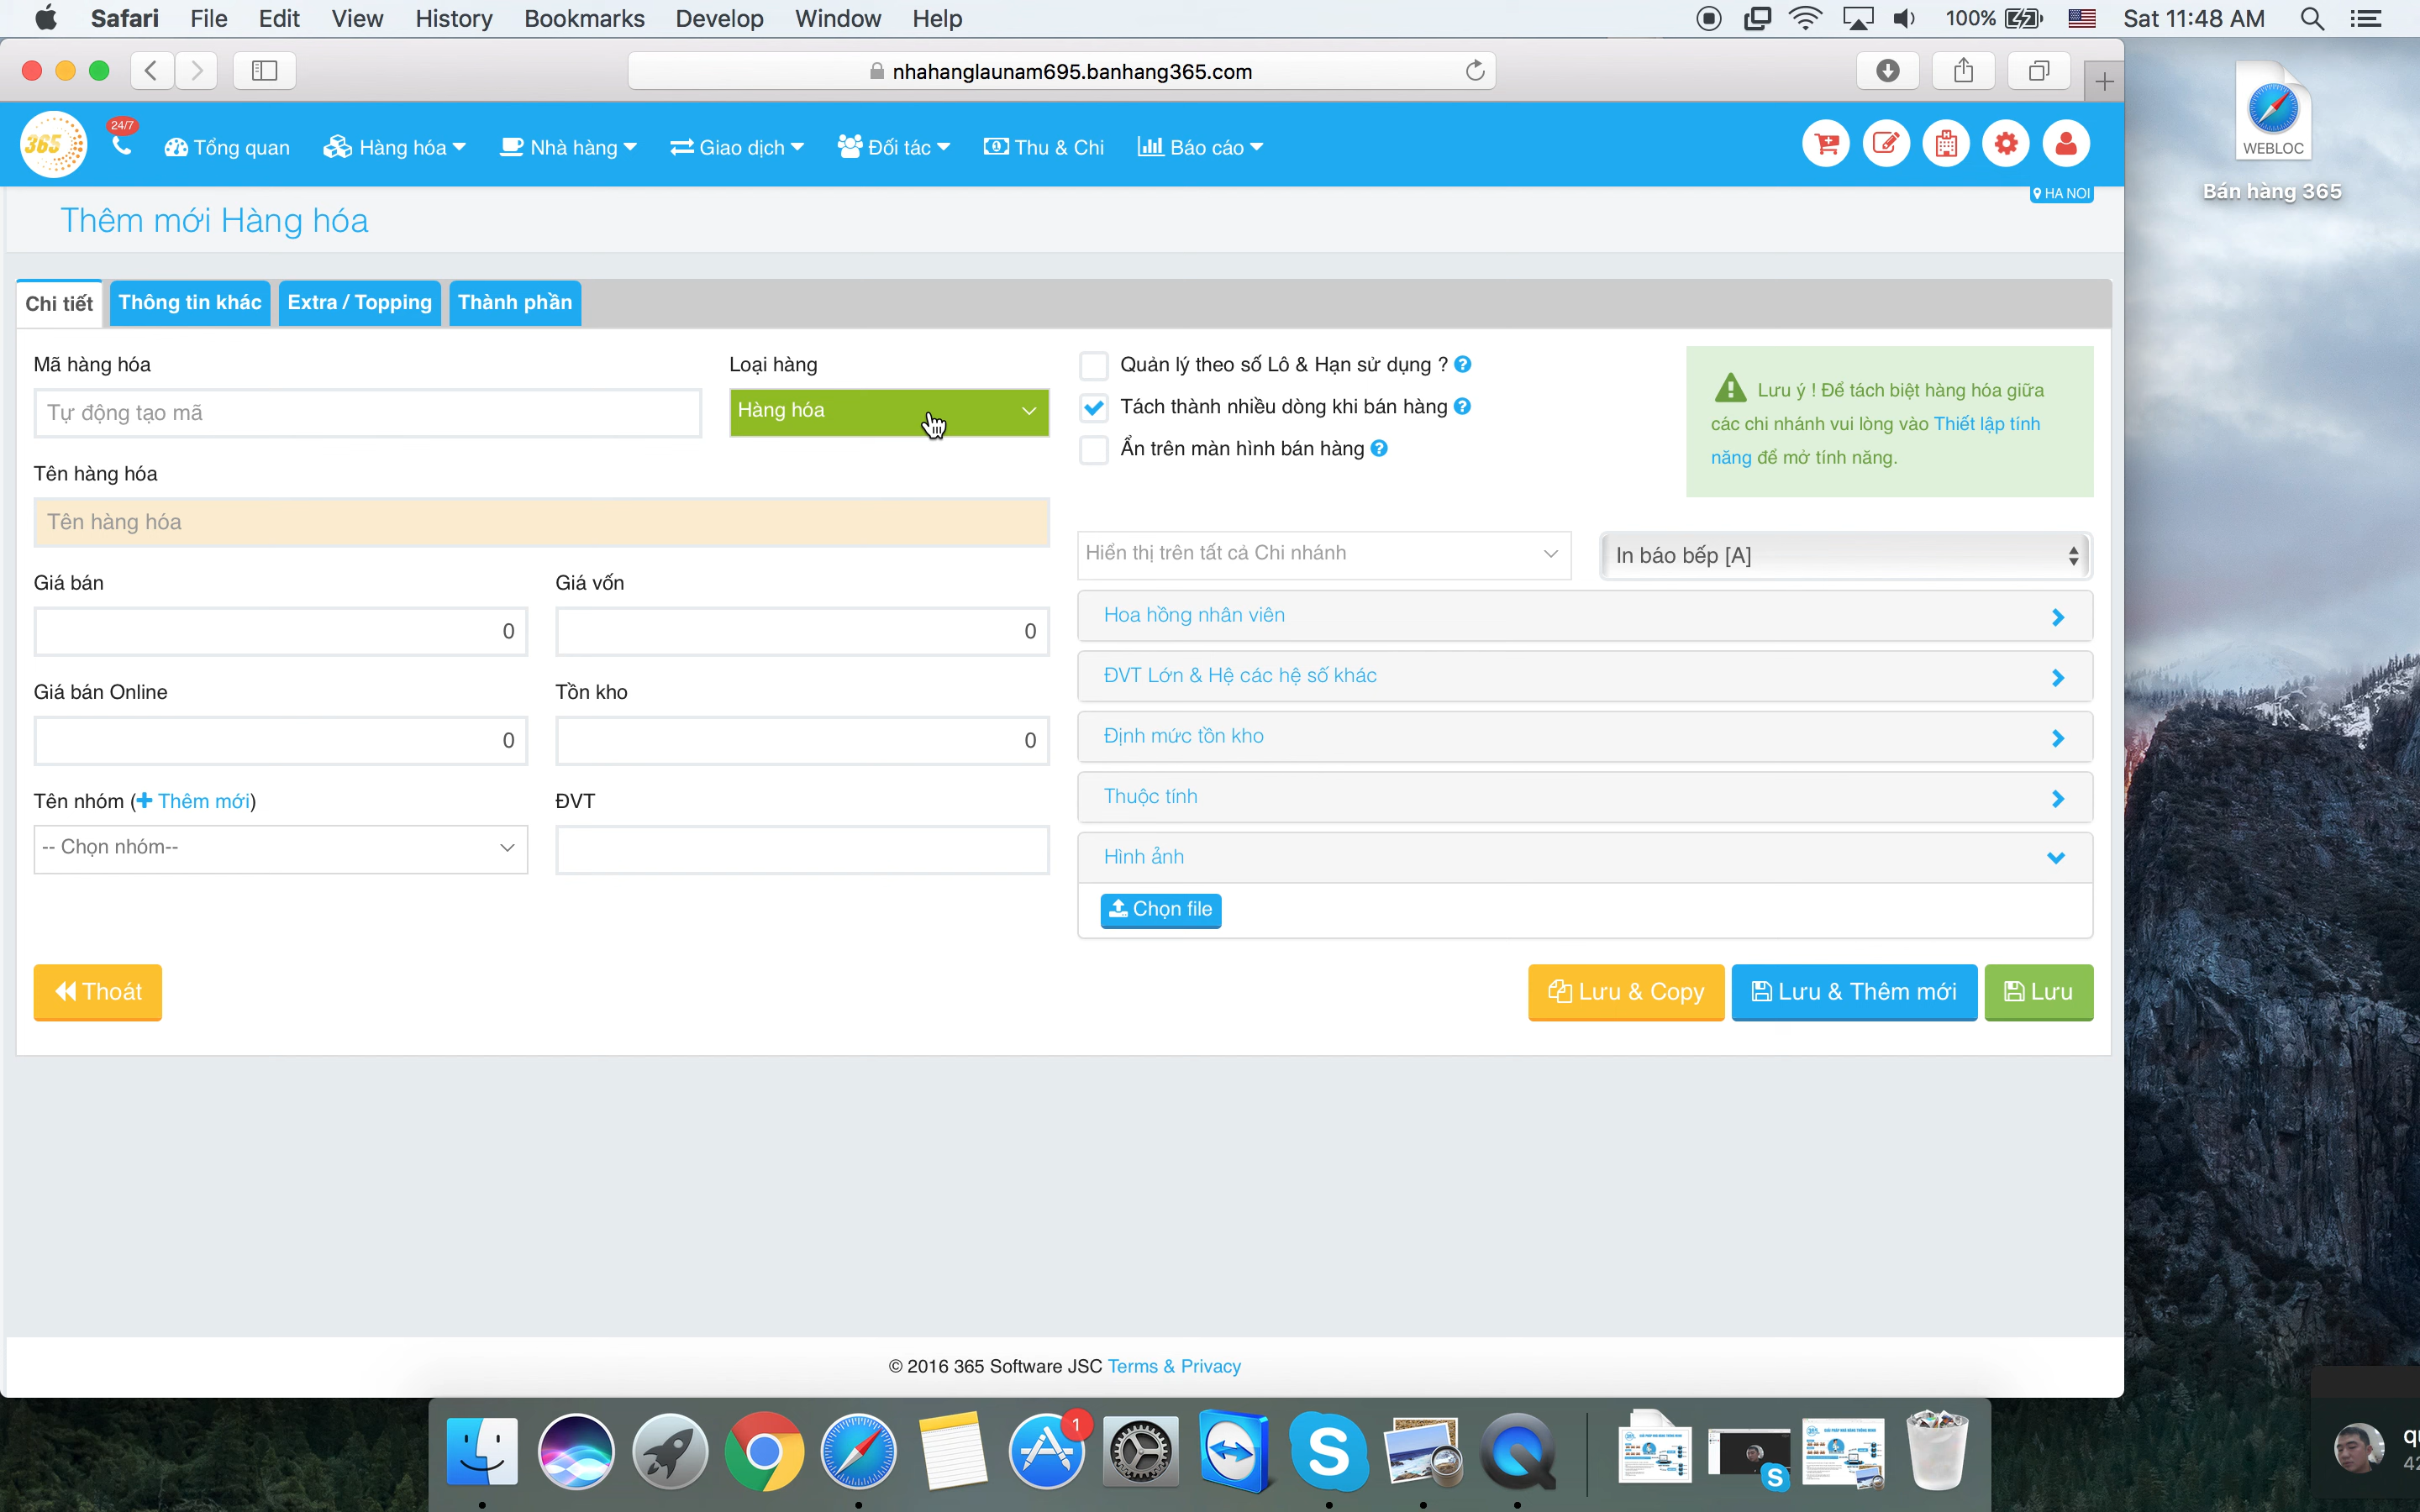 Safari File Edit View History Bookmarks Develop Window Help 100% Sat 11:48 AM
nhahanglaunam695.banhang365.com
WEBLOC
Bán hàng 365
365 24/7 Tổng quan Hàng hóa Nhà hàng Giao dịch Đối tác Thu & Chi Báo cáo
HA NOI
Thêm mới Hàng hóa
Chi tiết Thông tin khác Extra / Topping Thành phần
Mã hàng hóa Loại hàng
Tự động tạo mã Hàng hóa
Tên hàng hóa
Tên hàng hóa
Giá bán Giá vốn
0 0
Giá bán Online Tồn kho
0 0
Tên nhóm (+ Thêm mới) ĐVT
-- Chọn nhóm--
Quản lý theo số Lô & Hạn sử dụng ? ?
Tách thành nhiều dòng khi bán hàng ?
Ẩn trên màn hình bán hàng ?
Lưu ý ! Để tách biệt hàng hóa giữa
các chi nhánh vui lòng vào Thiết lập tính
năng để mở tính năng.
Hiển thị trên tất cả Chi nhánh In báo bếp [A]
Hoa hồng nhân viên
ĐVT Lớn & Hệ các hệ số khác
Định mức tồn kho
Thuộc tính
Hình ảnh
Chọn file
Thoát Lưu & Copy Lưu & Thêm mới Lưu
© 2016 365 Software JSC Terms & Privacy
1